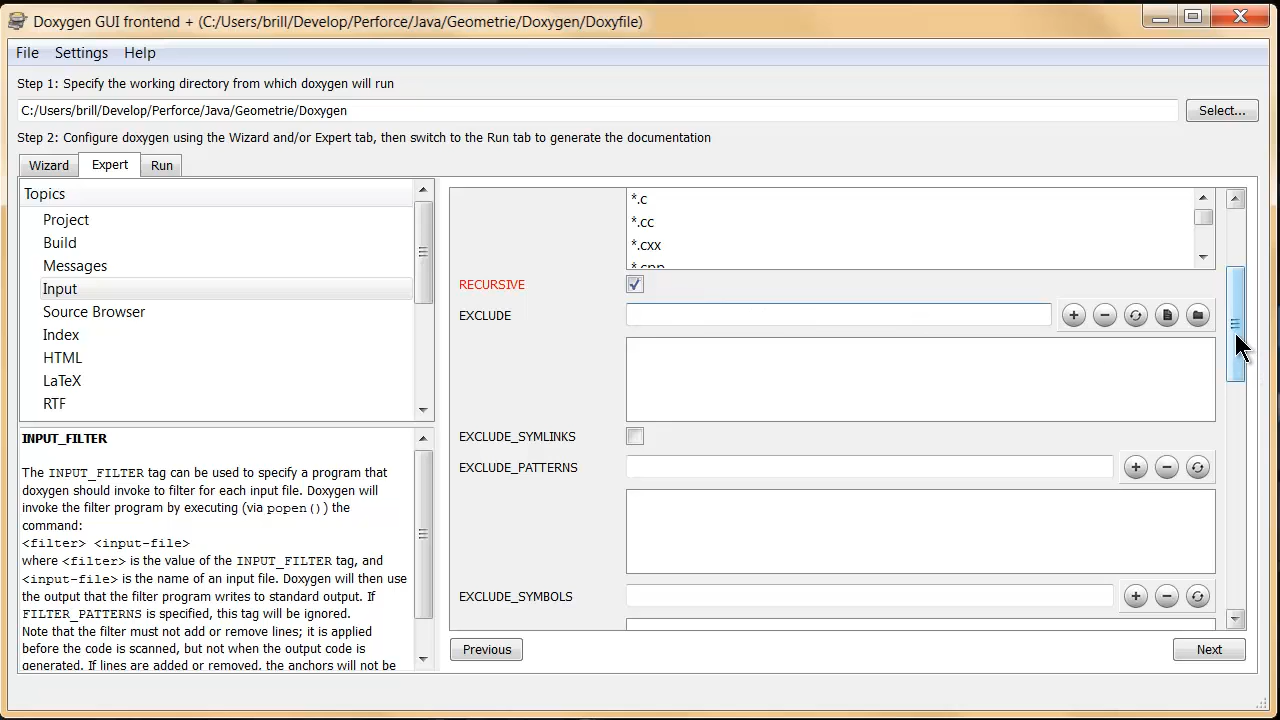 Doxygen GUI frontend + (C:/Users/brill/Develop/Perforce/Java/Geometrie/Doxygen/Doxyfile)
File Settings Help
Step 1: Specify the working directory from which doxygen will run
C:/Users/brill/Develop/Perforce/Java/Geometrie/Doxygen
Select...
Step 2: Configure doxygen using the Wizard and/or Expert tab, then switch to the Run tab to generate the documentation
Wizard Expert Run
Topics
Project
Build
Messages
Input
Source Browser
Index
HTML
LaTeX
RTF
INPUT_FILTER
The INPUT_FILTER tag can be used to specify a program that
doxygen should invoke to filter for each input file. Doxygen will
invoke the filter program by executing (via popen()) the
command:
<filter> <input-file>
where <filter> is the value of the INPUT_FILTER tag, and
<input-file> is the name of an input file. Doxygen will then use
the output that the filter program writes to standard output. If
FILTER_PATTERNS is specified, this tag will be ignored.
Note that the filter must not add or remove lines; it is applied
before the code is scanned, but not when the output code is
generated. If lines are added or removed, the anchors will not be
*.c
*.cc
*.cxx
*.cpp
RECURSIVE
EXCLUDE
EXCLUDE_SYMLINKS
EXCLUDE_PATTERNS
EXCLUDE_SYMBOLS
Previous
Next